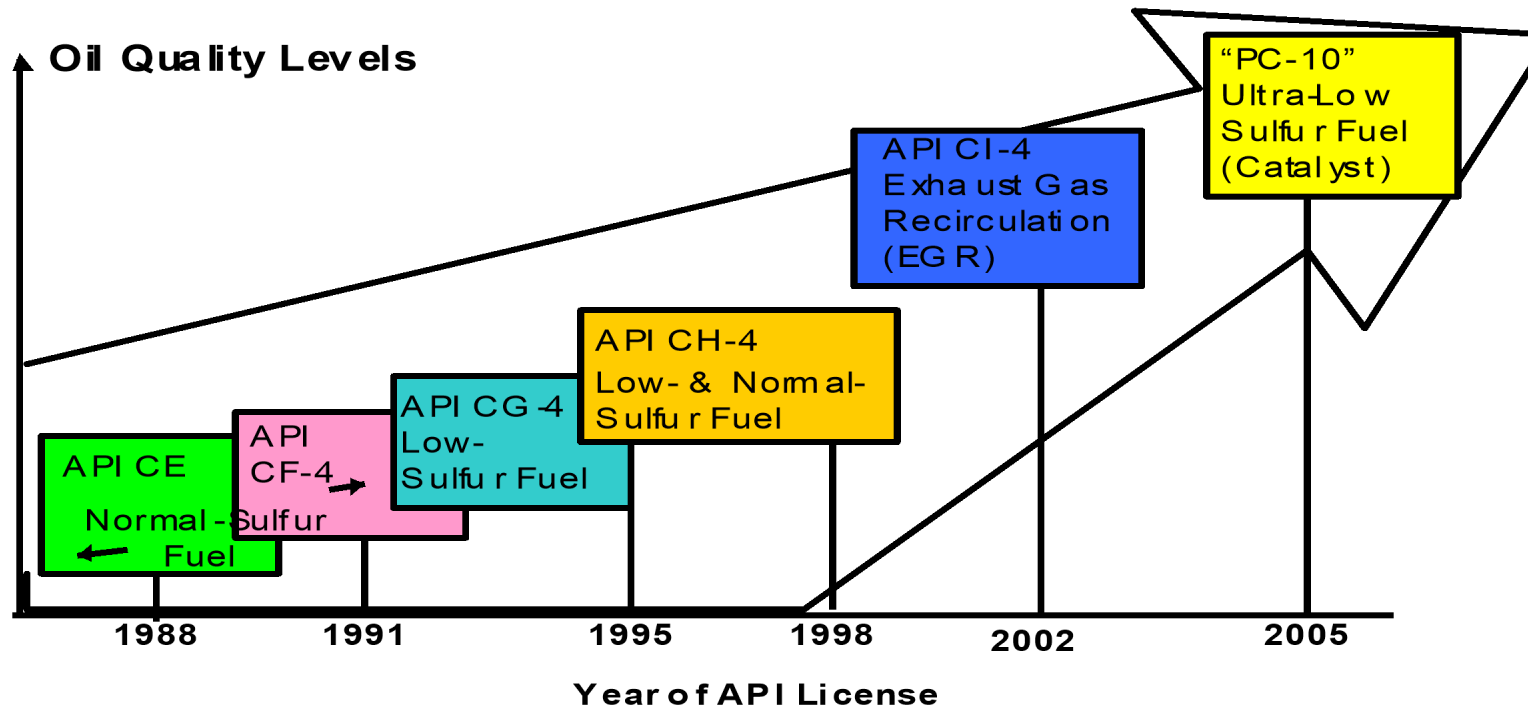 Oil Quality Levels
"PC-10"
Ultra-Low
Sulfur Fuel
(Catalyst)
API CI-4
Exhaust Gas
Recirculation
(EGR)
API CH-4
Low- & Normal-
Sulfur Fuel
API CG-4
Low-
Sulfur Fuel
API
CF-4
API CE
Normal-Sulfur
Fuel
1988
1991
1995
1998
2002
2005
Year of API License